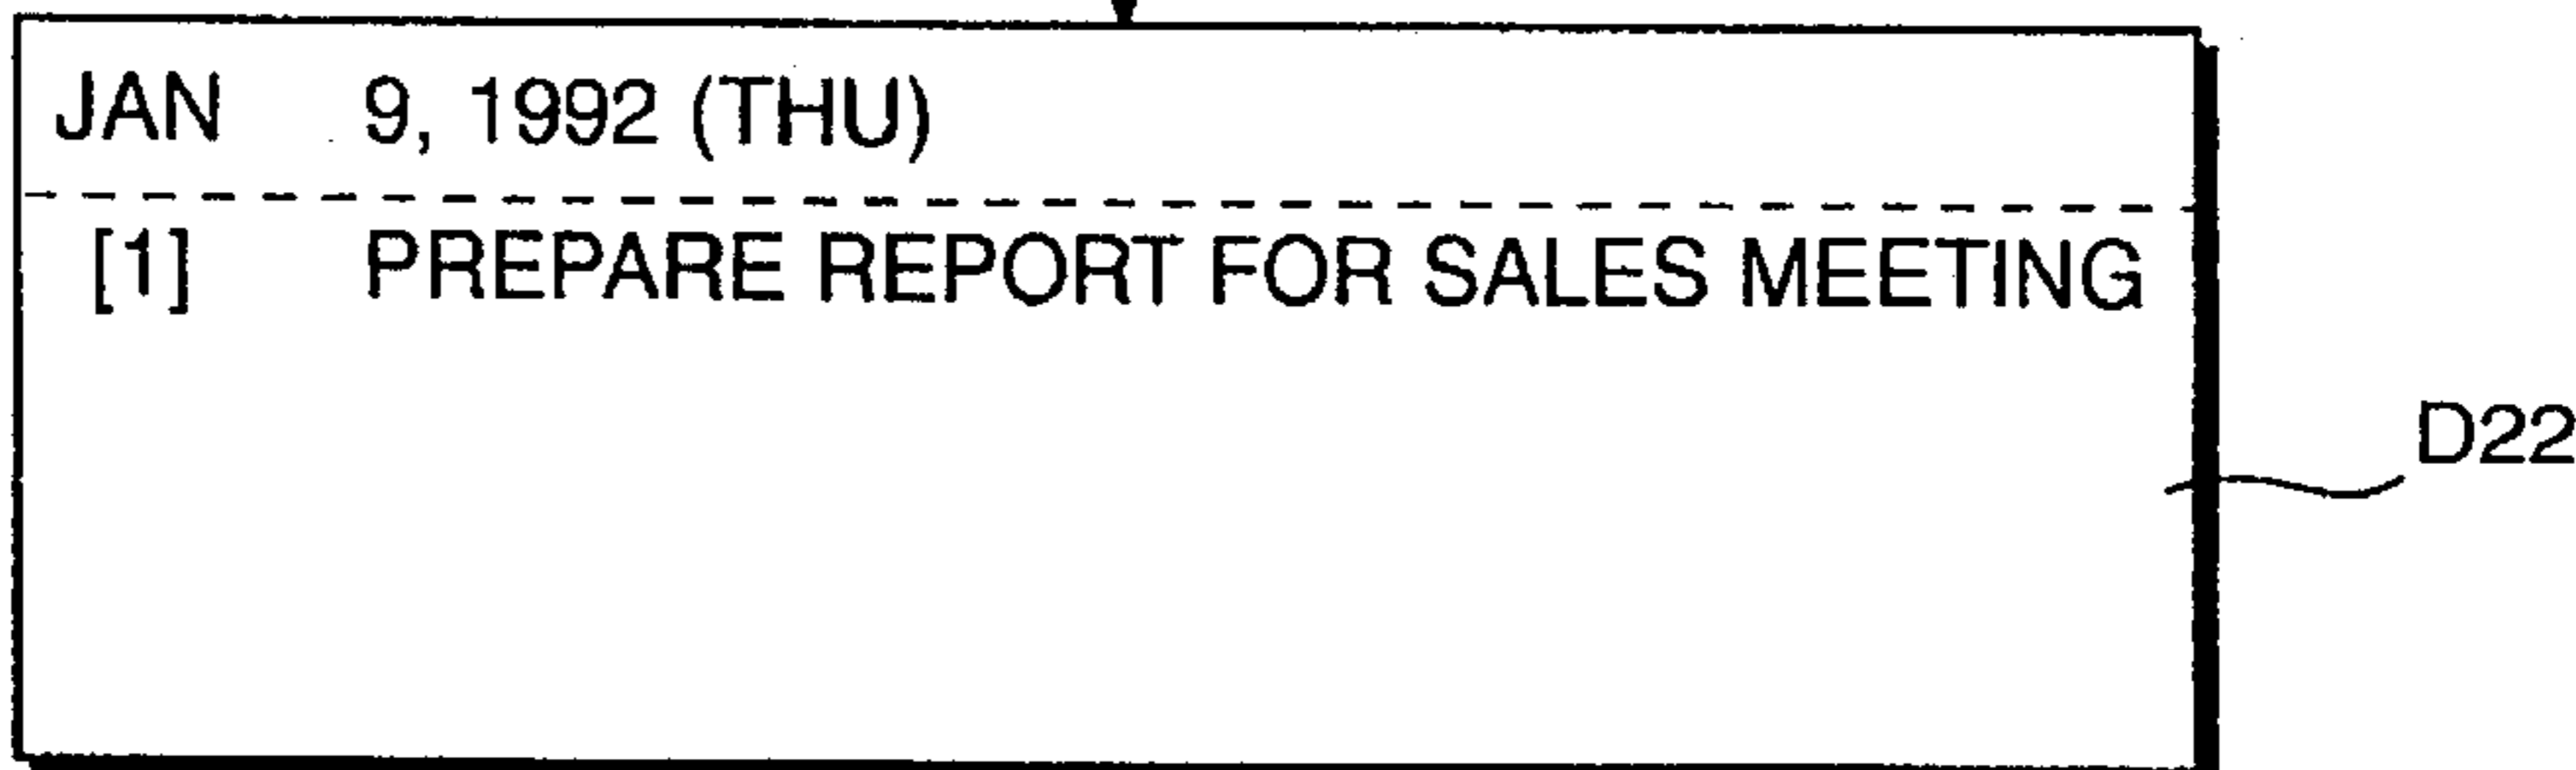 JAN 9, 1992 (THU)
[1] PREPARE REPORT FOR SALES MEETING
D22